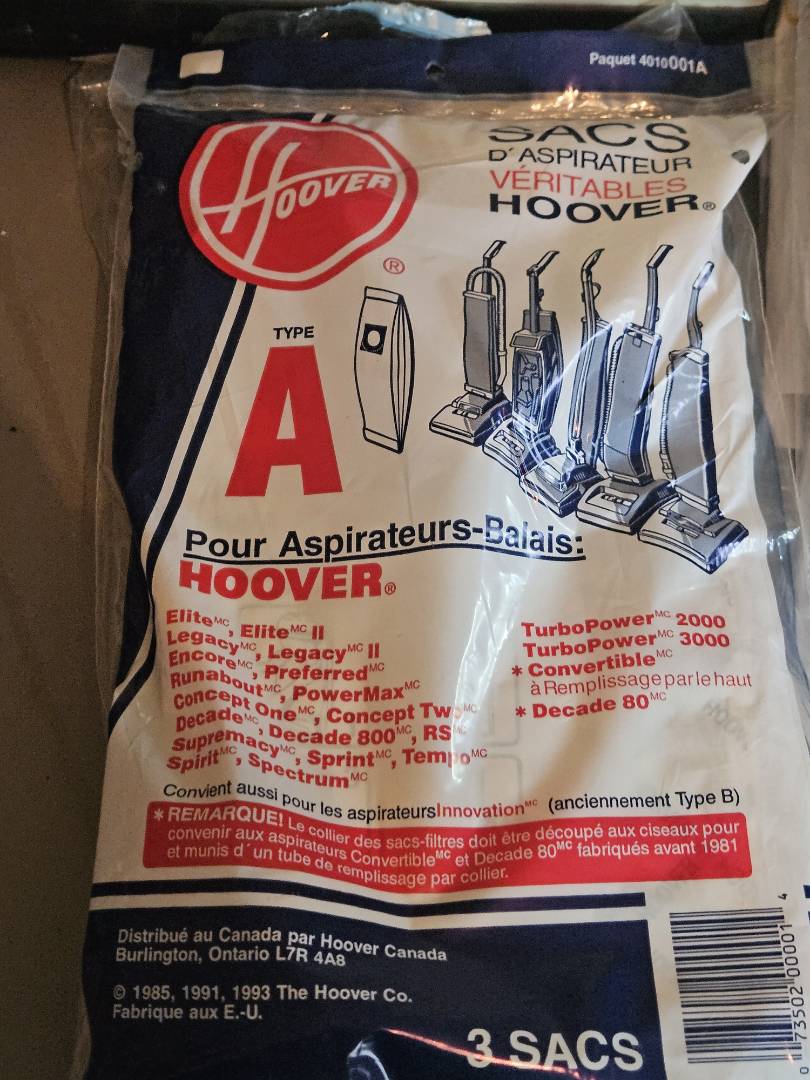 Paquet 4010001A
HOOVER
®
SACS
D'ASPIRATEUR
VÉRITABLES
HOOVER®
TYPE
A
Pour Aspirateurs-Balais:
HOOVER®
Elite MC, Elite MC II
Legacy MC, Legacy MC II
Encore MC, Preferred MC
Runabout MC, PowerMax MC
Concept One MC, Concept Two MC
Decade MC, Decade 800 MC, RS MC
Supremacy MC, Sprint MC, Tempo MC
Spirit MC, Spectrum MC
TurboPower MC 2000
TurboPower MC 3000
* Convertible MC
à Remplissage par le haut
* Decade 80 MC
Convient aussi pour les aspirateurs Innovation MC (anciennement Type B)
* REMARQUE! Le collier des sacs-filtres doit être découpé aux ciseaux pour
convenir aux aspirateurs Convertible MC et Decade 80 MC fabriqués avant 1981
et munis d'un tube de remplissage par collier.
Distribué au Canada par Hoover Canada
Burlington, Ontario L7R 4A8
© 1985, 1991, 1993 The Hoover Co.
Fabrique aux E.-U.
3 SACS
0 73502 00001 4